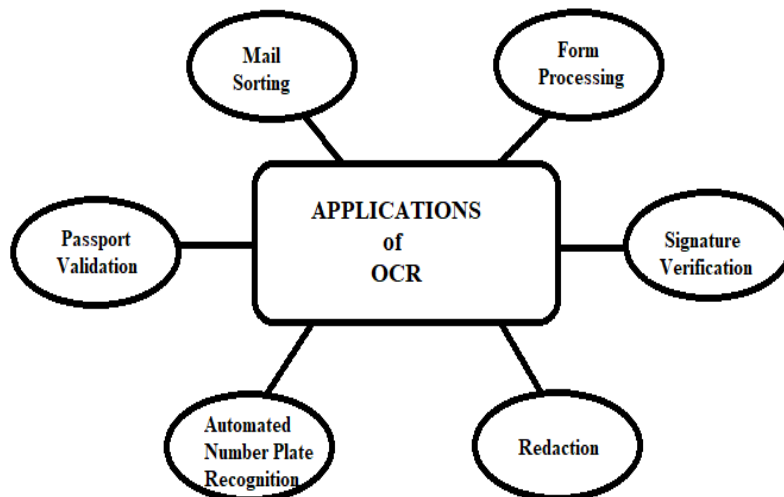 Mail
Sorting
Form
Processing
APPLICATIONS
of
OCR
Passport
Validation
Signature
Verification
Automated
Number Plate
Recognition
Redaction